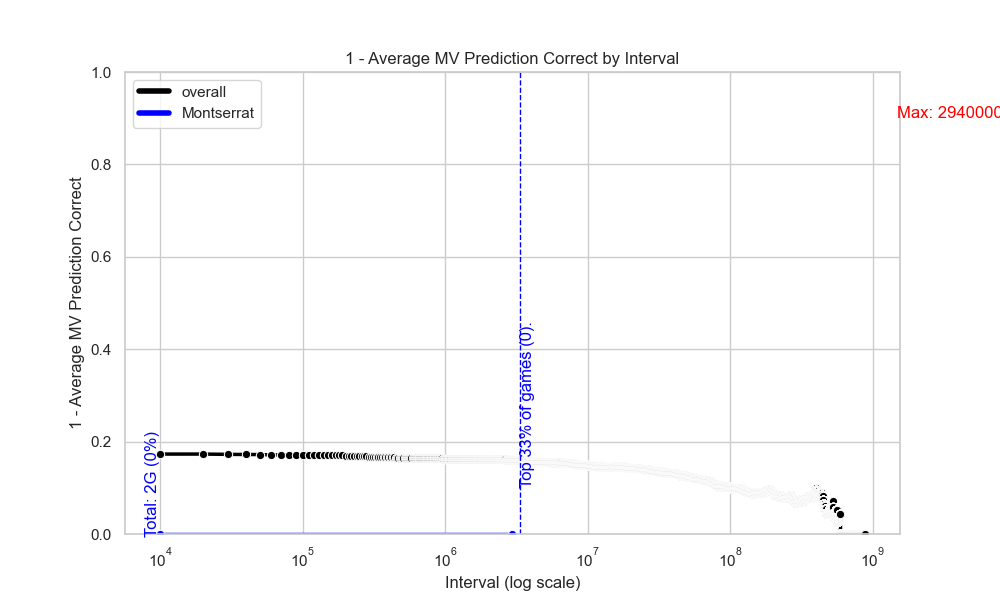 1 - Average MV Prediction Correct by Interval
overall
Montserrat
Max: 2940000
1 - Average MV Prediction Correct
1.0
0.8
0.6
0.4
0.2
0.0
Total: 2G (0%)
Top 33% of games (0).
10^4 10^5 10^6 10^7 10^8 10^9
Interval (log scale)